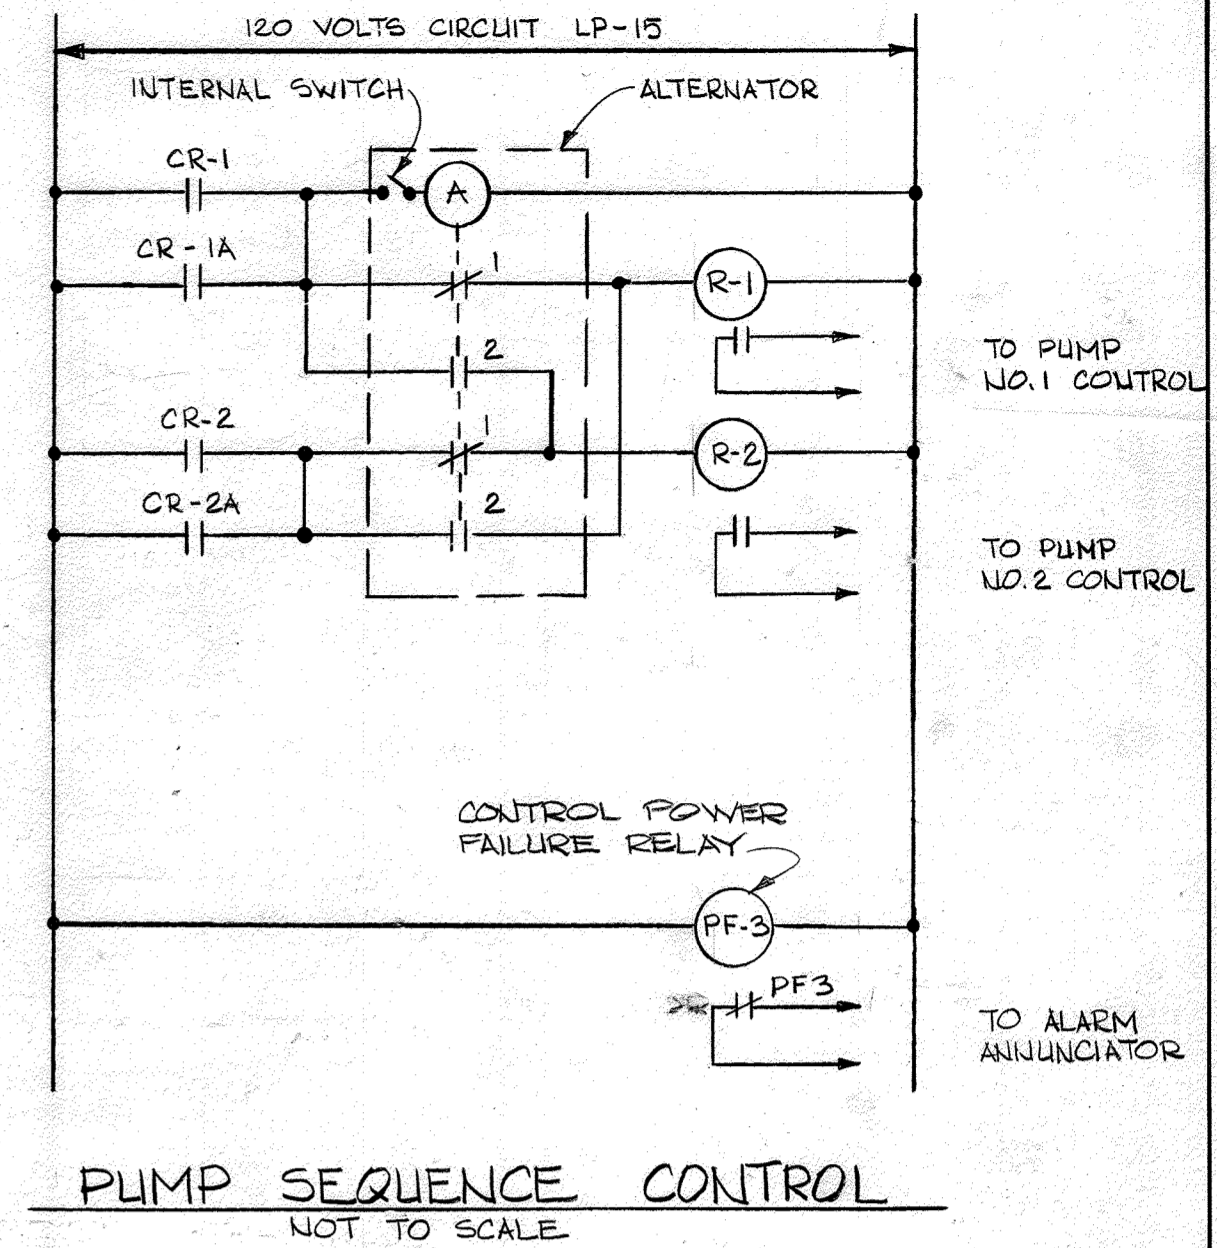 120 VOLTS CIRCUIT LP-15
INTERNAL SWITCH
ALTERNATOR
CR-1
A
CR-1A
1
R-1
2
TO PUMP
NO.1 CONTROL
CR-2
1
R-2
CR-2A
2
TO PUMP
NO.2 CONTROL
CONTROL POWER
FAILURE RELAY
PF-3
PF3
TO ALARM
ANNUNCIATOR
PUMP SEQUENCE CONTROL
NOT TO SCALE